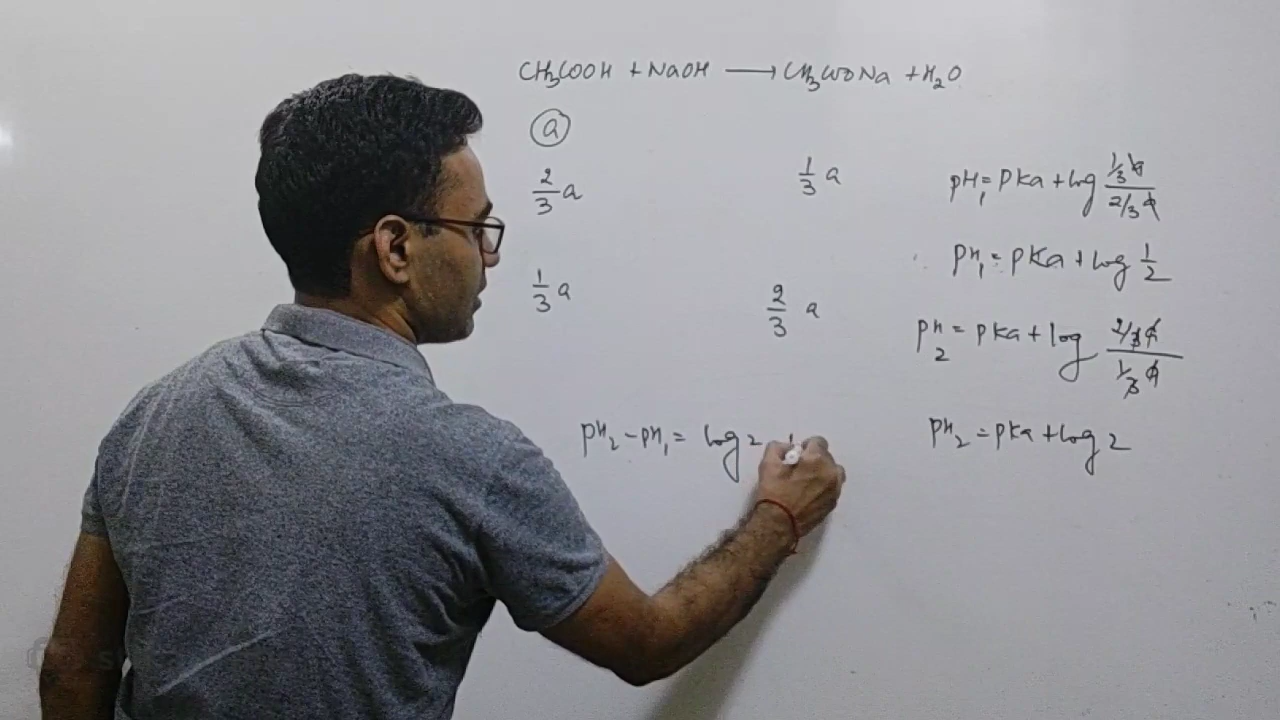 CH3COOH + NaOH → CH3COONa + H2O
a
2/3 a
1/3 a
pH1 = Pka + log (1/3 a)/(2/3 a)
pH1 = pka + log 1/2
1/3 a
2/3 a
pH2 = pka + log (2/3 a)/(1/3 a)
pH2 - pH1 = log 2
pH2 = pka + log 2